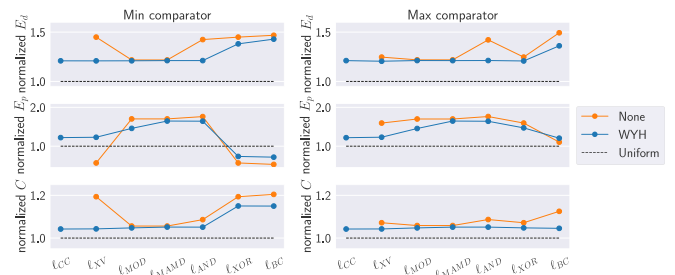 Min comparator
Max comparator
normalized E_d
1.5
1.0
1.5
1.0
normalized E_p
2.0
1.0
2.0
1.0
None
WYH
Uniform
normalized C
1.2
1.0
1.2
1.0
ℓ_CC ℓ_XV ℓ_MOD ℓ_MAMD ℓ_AND ℓ_XOR ℓ_BC
ℓ_CC ℓ_XV ℓ_MOD ℓ_MAMD ℓ_AND ℓ_XOR ℓ_BC